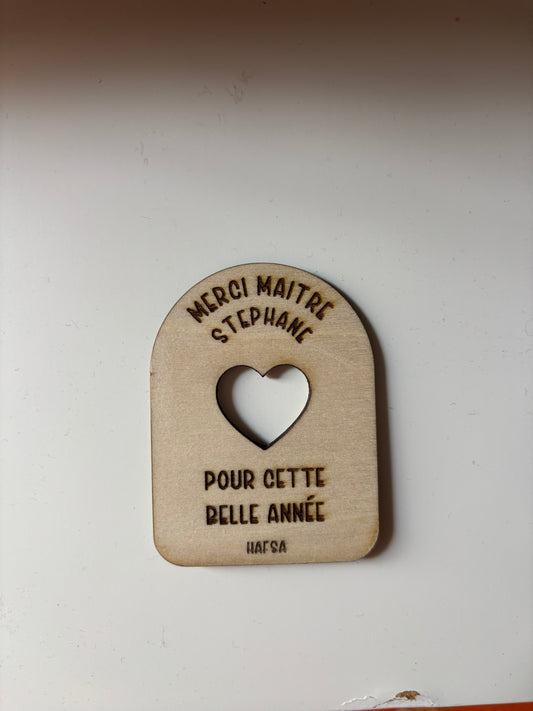 MERCI MAITRE
STEPHANE
POUR CETTE
BELLE ANNÉE
HAFSA